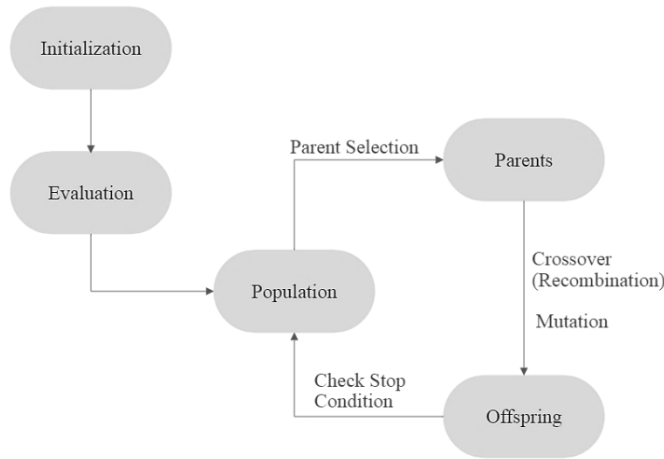 Initialization
Parent Selection
Parents
Evaluation
Crossover
(Recombination)
Population
Mutation
Check Stop
Condition
Offspring